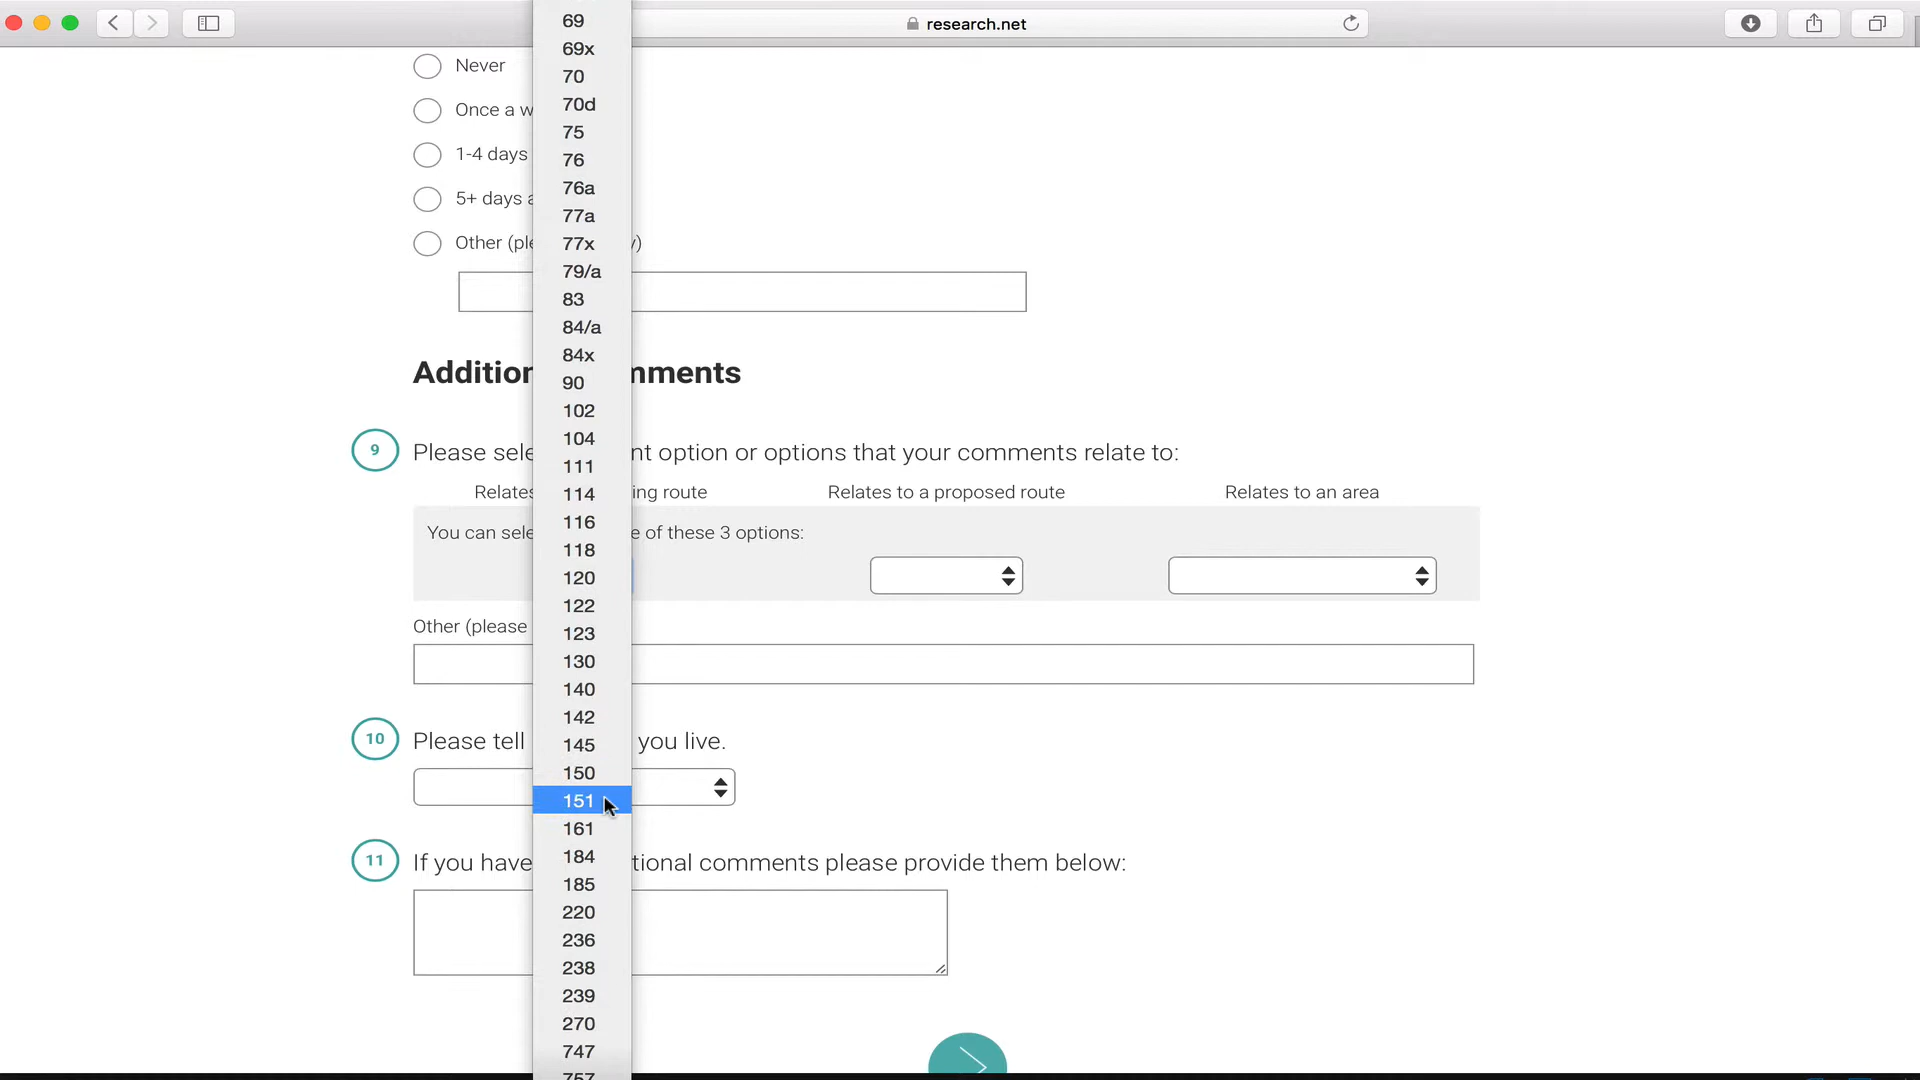 research.net
69
69x
70
70d
75
76
76a
77a
77x
79/a
83
84/a
84x
90
102
104
111
114
116
118
120
122
123
130
140
142
145
150
151
161
184
185
220
236
238
239
270
747
757
Never
Once a w
1-4 days
5+ days a
Other (ple y)
Addition mments
9 Please sele nt option or options that your comments relate to:
Relates ing route Relates to a proposed route Relates to an area
You can sele e of these 3 options:
Other (please
10 Please tell you live.
11 If you have tional comments please provide them below: